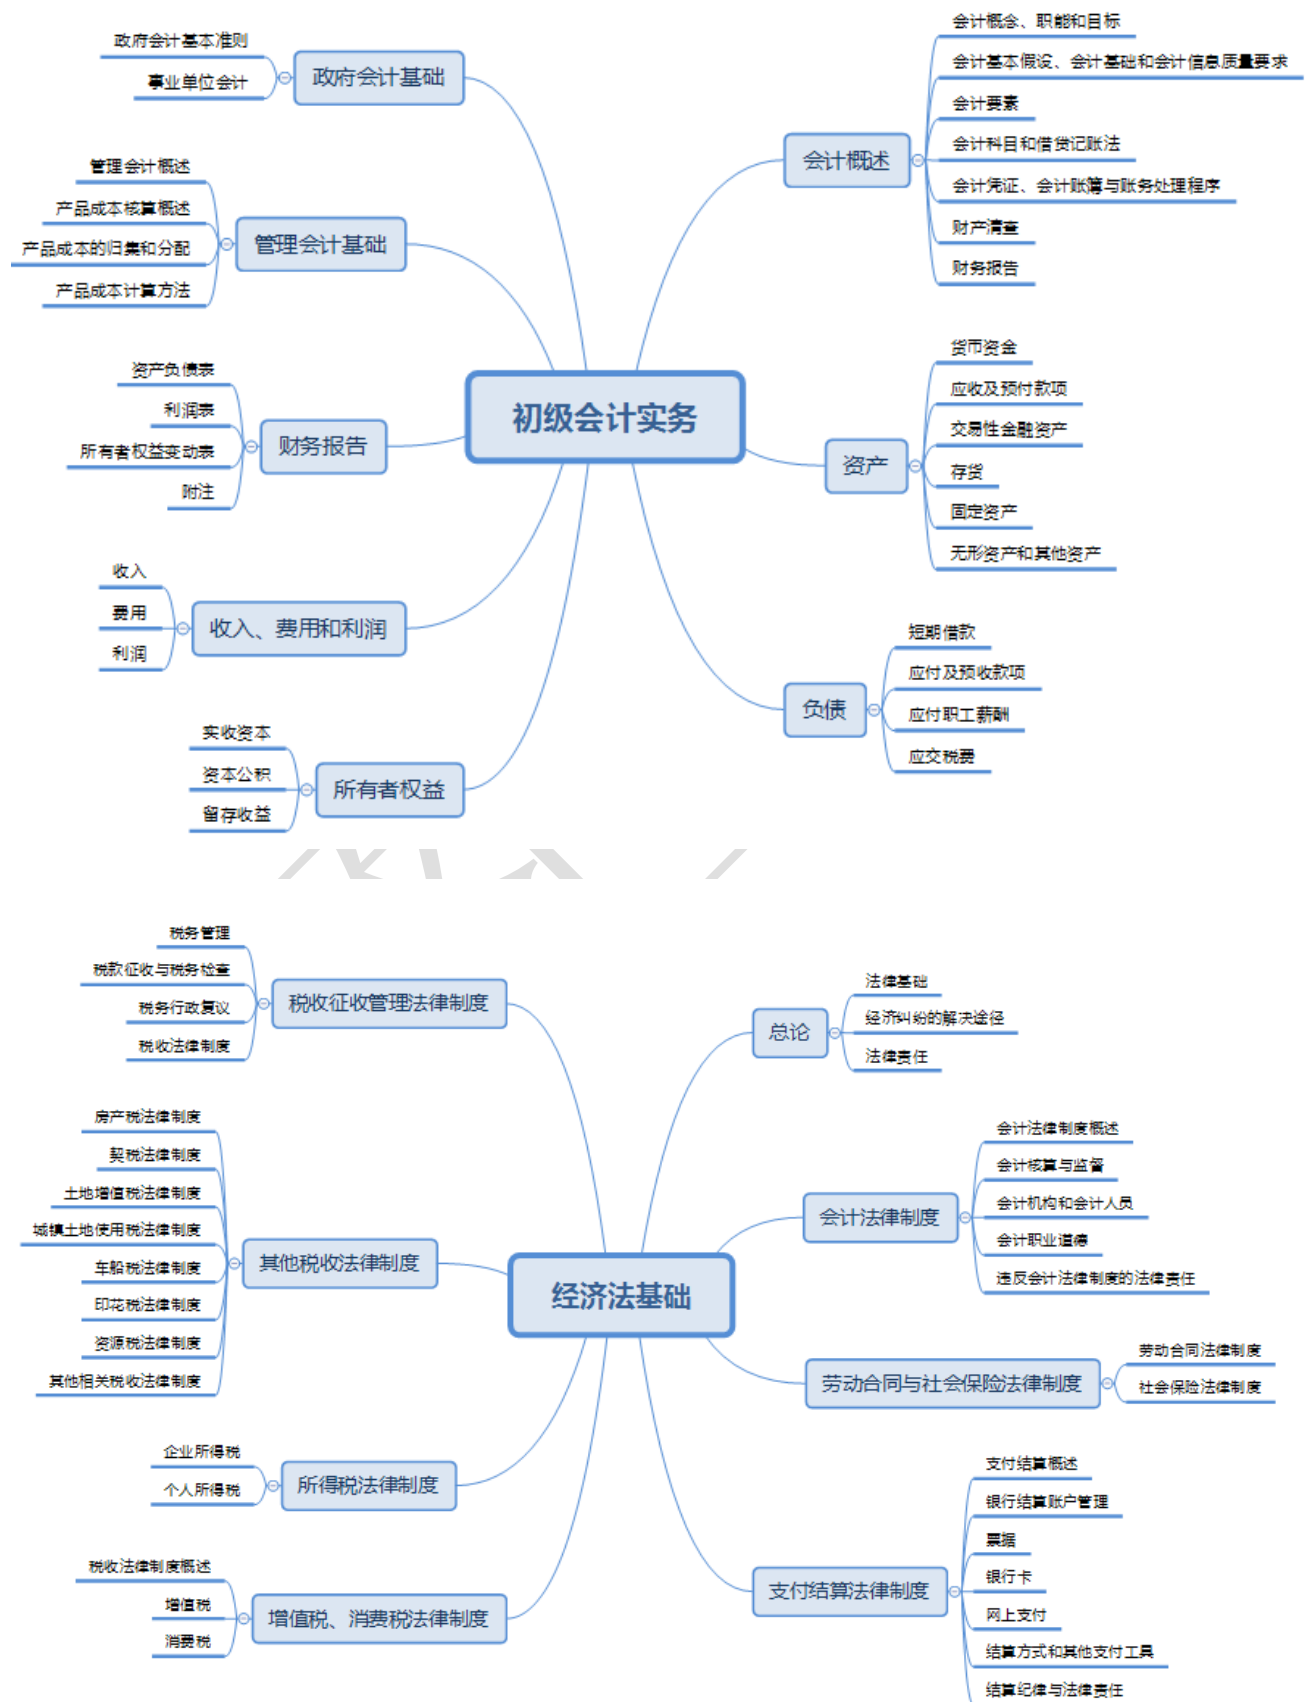 初级会计实务
会计概述
会计概念、职能和目标
会计基本假设、会计基础和会计信息质量要求
会计要素
会计科目和借贷记账法
会计凭证、会计账簿与账务处理程序
财产清查
财务报告
资产
货币资金
应收及预付款项
交易性金融资产
存货
固定资产
无形资产和其他资产
负债
短期借款
应付及预收款项
应付职工薪酬
应交税费
所有者权益
实收资本
资本公积
留存收益
收入、费用和利润
收入
费用
利润
财务报告
资产负债表
利润表
所有者权益变动表
附注
管理会计基础
管理会计概述
产品成本核算概述
产品成本的归集和分配
产品成本计算方法
政府会计基础
政府会计基本准则
事业单位会计
经济法基础
总论
法律基础
经济纠纷的解决途径
法律责任
会计法律制度
会计法律制度概述
会计核算与监督
会计机构和会计人员
会计职业道德
违反会计法律制度的法律责任
劳动合同与社会保险法律制度
劳动合同法律制度
社会保险法律制度
支付结算法律制度
支付结算概述
银行结算账户管理
票据
银行卡
网上支付
结算方式和其他支付工具
结算纪律与法律责任
增值税、消费税法律制度
税收法律制度概述
增值税
消费税
所得税法律制度
企业所得税
个人所得税
其他税收法律制度
房产税法律制度
契税法律制度
土地增值税法律制度
城镇土地使用税法律制度
车船税法律制度
印花税法律制度
资源税法律制度
其他相关税收法律制度
税收征收管理法律制度
税务管理
税款征收与税务检查
税务行政复议
税收法律制度